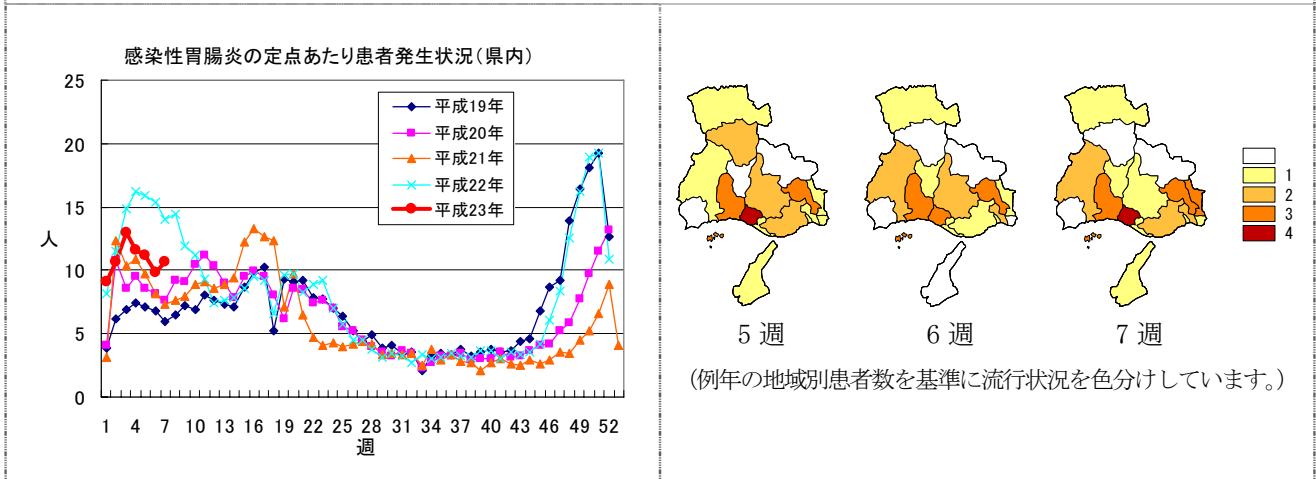 感染性胃腸炎の定点あたり患者発生状況(県内)
25
20
15
10
5
0
人
平成19年
平成20年
平成21年
平成22年
平成23年
1 4 7 10 13 16 19 22 25 28 31 34 37 40 43 46 49 52
週
1
2
3
4
5週 6週 7週
(例年の地域別患者数を基準に流行状況を色分けしています。)